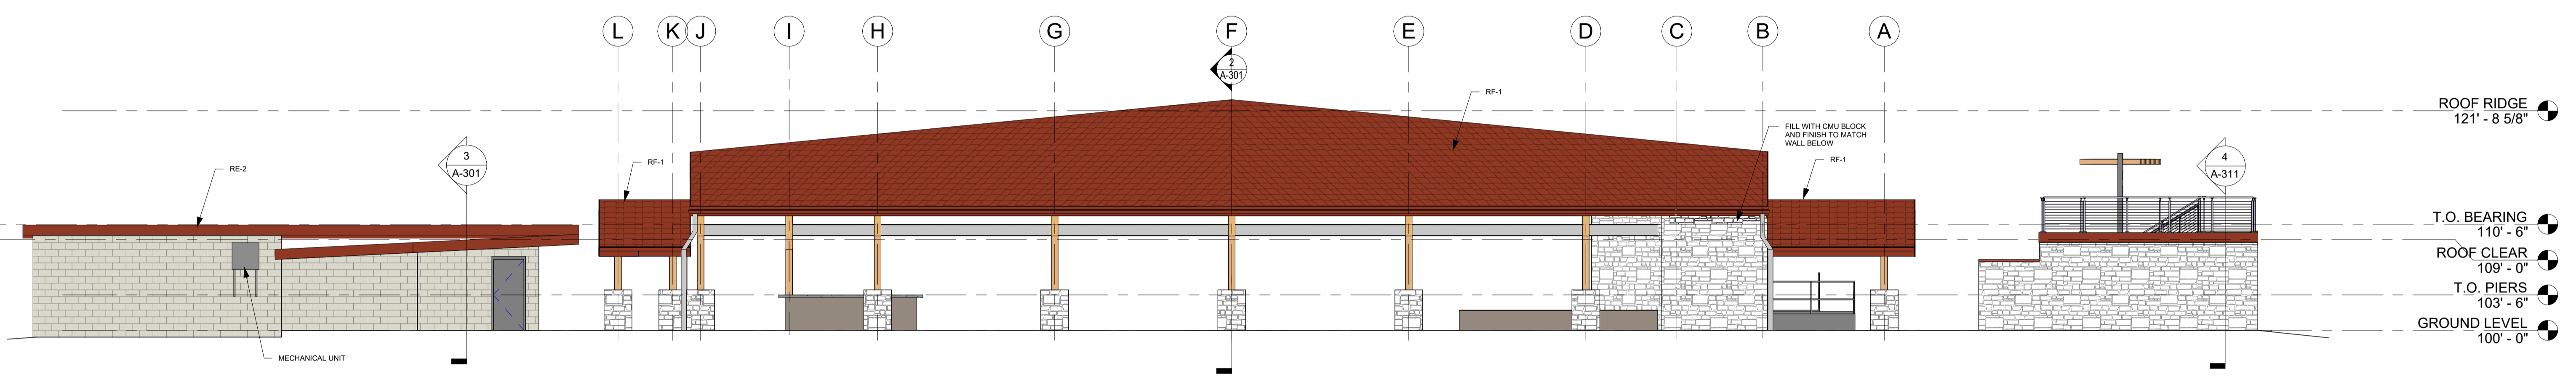 L
K
J
I
H
G
F
E
D
C
B
A
2
A-301
RF-1
ROOF RIDGE
121' - 8 5/8"
FILL WITH CMU BLOCK
AND FINISH TO MATCH
WALL BELOW
3
A-301
RF-1
RF-1
4
A-311
RE-2
T.O. BEARING
110' - 6"
ROOF CLEAR
109' - 0"
T.O. PIERS
103' - 6"
GROUND LEVEL
100' - 0"
MECHANICAL UNIT